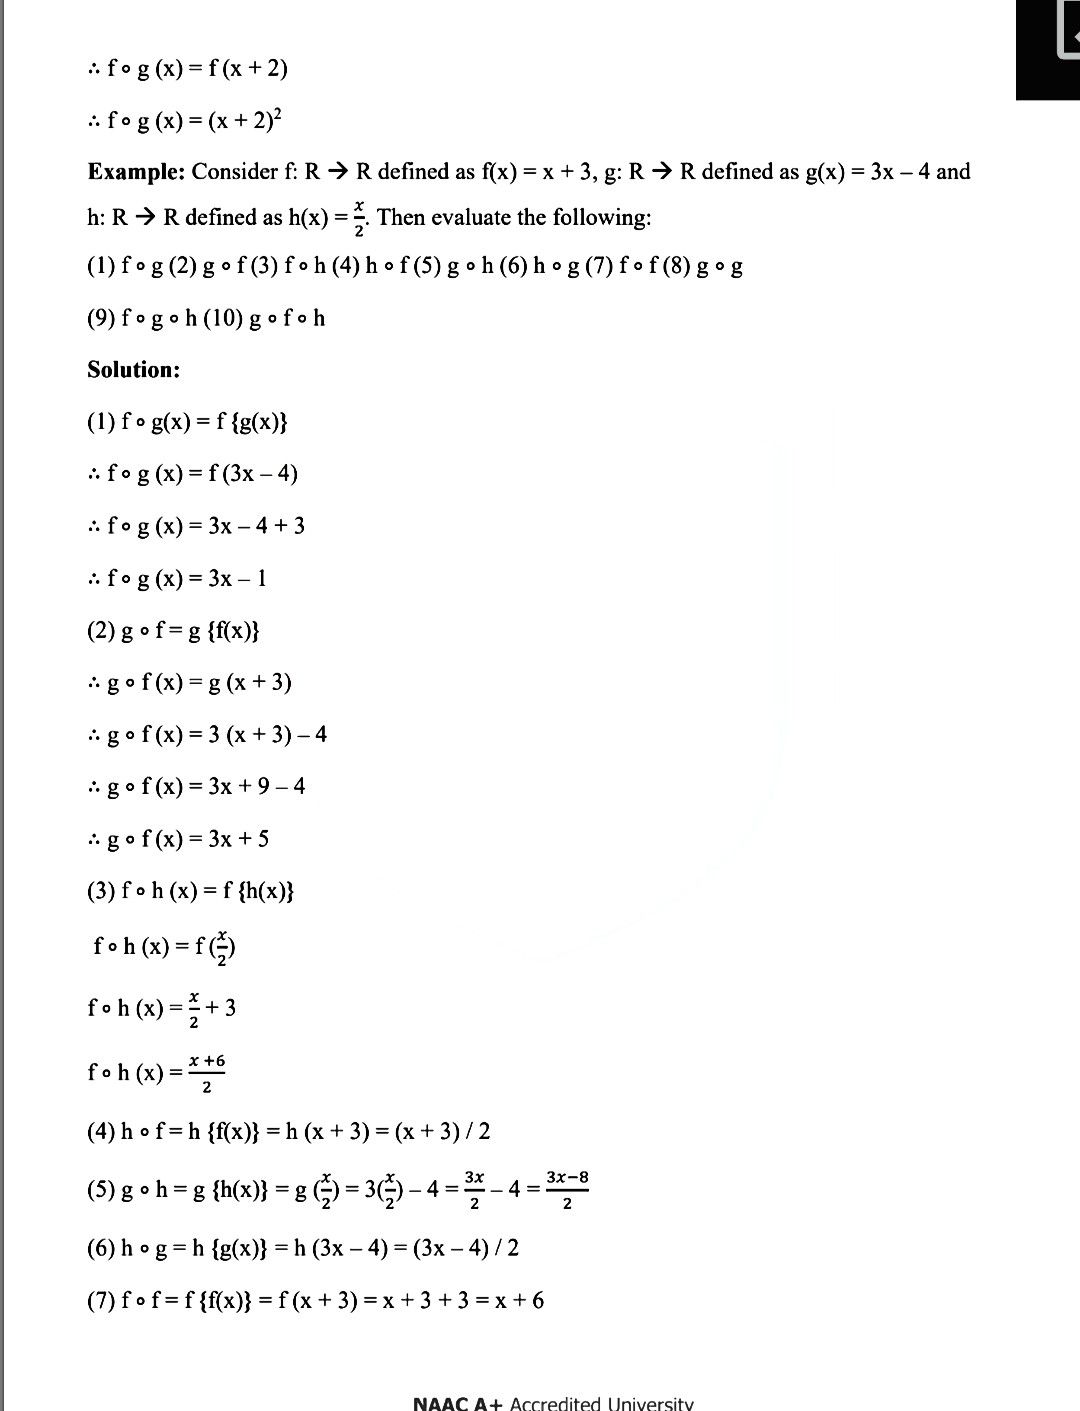 ∴ f ∘ g (x) = f (x + 2)
∴ f ∘ g (x) = (x + 2)²
Example: Consider f: R → R defined as f(x) = x + 3, g: R → R defined as g(x) = 3x – 4 and
h: R → R defined as h(x) = x/2. Then evaluate the following:
(1) f ∘ g (2) g ∘ f (3) f ∘ h (4) h ∘ f (5) g ∘ h (6) h ∘ g (7) f ∘ f (8) g ∘ g
(9) f ∘ g ∘ h (10) g ∘ f ∘ h
Solution:
(1) f ∘ g(x) = f {g(x)}
∴ f ∘ g (x) = f (3x – 4)
∴ f ∘ g (x) = 3x – 4 + 3
∴ f ∘ g (x) = 3x – 1
(2) g ∘ f = g {f(x)}
∴ g ∘ f (x) = g (x + 3)
∴ g ∘ f (x) = 3 (x + 3) – 4
∴ g ∘ f (x) = 3x + 9 – 4
∴ g ∘ f (x) = 3x + 5
(3) f ∘ h (x) = f {h(x)}
f ∘ h (x) = f (x/2)
f ∘ h (x) = x/2 + 3
f ∘ h (x) = (x +6)/2
(4) h ∘ f = h {f(x)} = h (x + 3) = (x + 3) / 2
(5) g ∘ h = g {h(x)} = g (x/2) = 3(x/2) – 4 = 3x/2 – 4 = (3x−8)/2
(6) h ∘ g = h {g(x)} = h (3x – 4) = (3x – 4) / 2
(7) f ∘ f = f {f(x)} = f (x + 3) = x + 3 + 3 = x + 6
NAAC A+ Accredited University